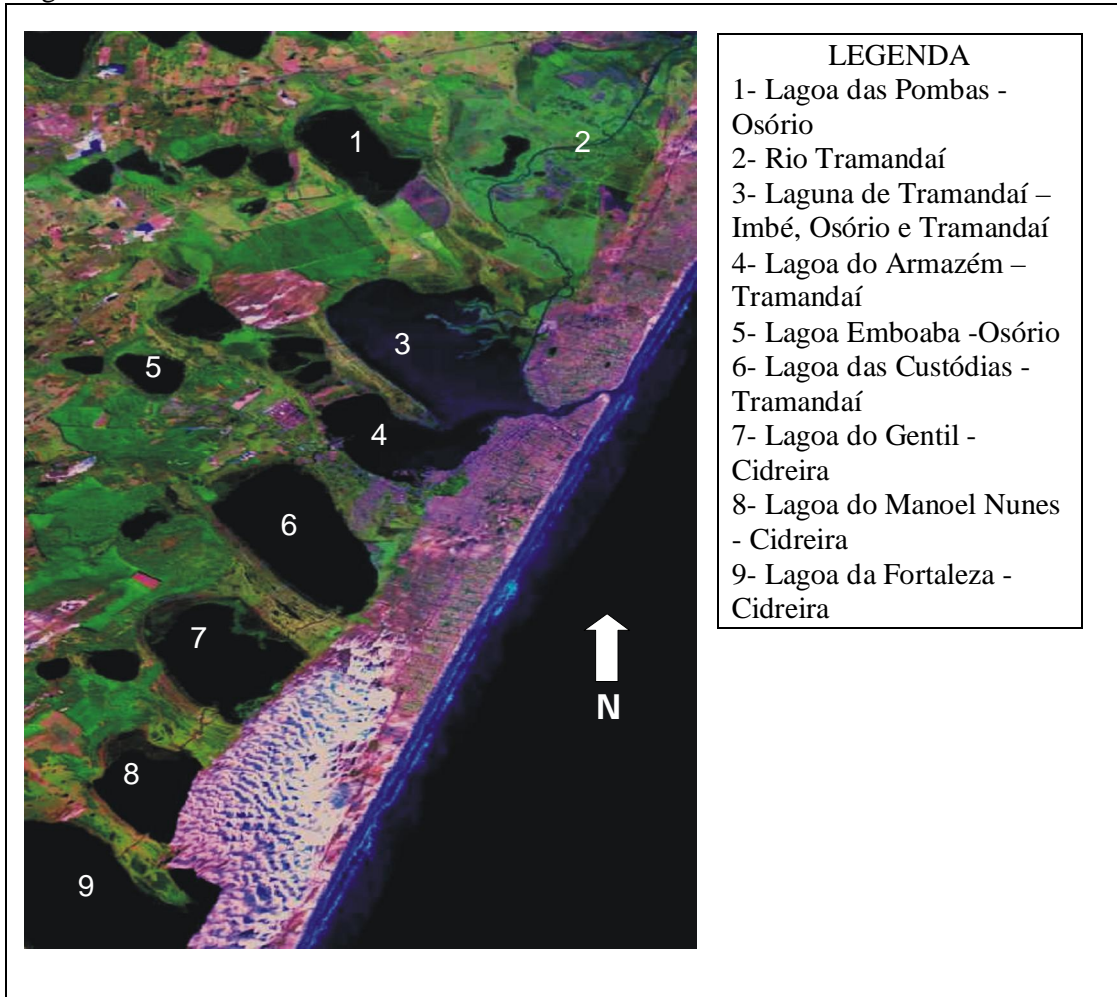 1
2
3
4
5
6
7
8
9
N
LEGENDA
1- Lagoa das Pombas -
Osório
2- Rio Tramandaí
3- Laguna de Tramandaí –
Imbé, Osório e Tramandaí
4- Lagoa do Armazém –
Tramandaí
5- Lagoa Emboaba -Osório
6- Lagoa das Custódias -
Tramandaí
7- Lagoa do Gentil -
Cidreira
8- Lagoa do Manoel Nunes
- Cidreira
9- Lagoa da Fortaleza -
Cidreira